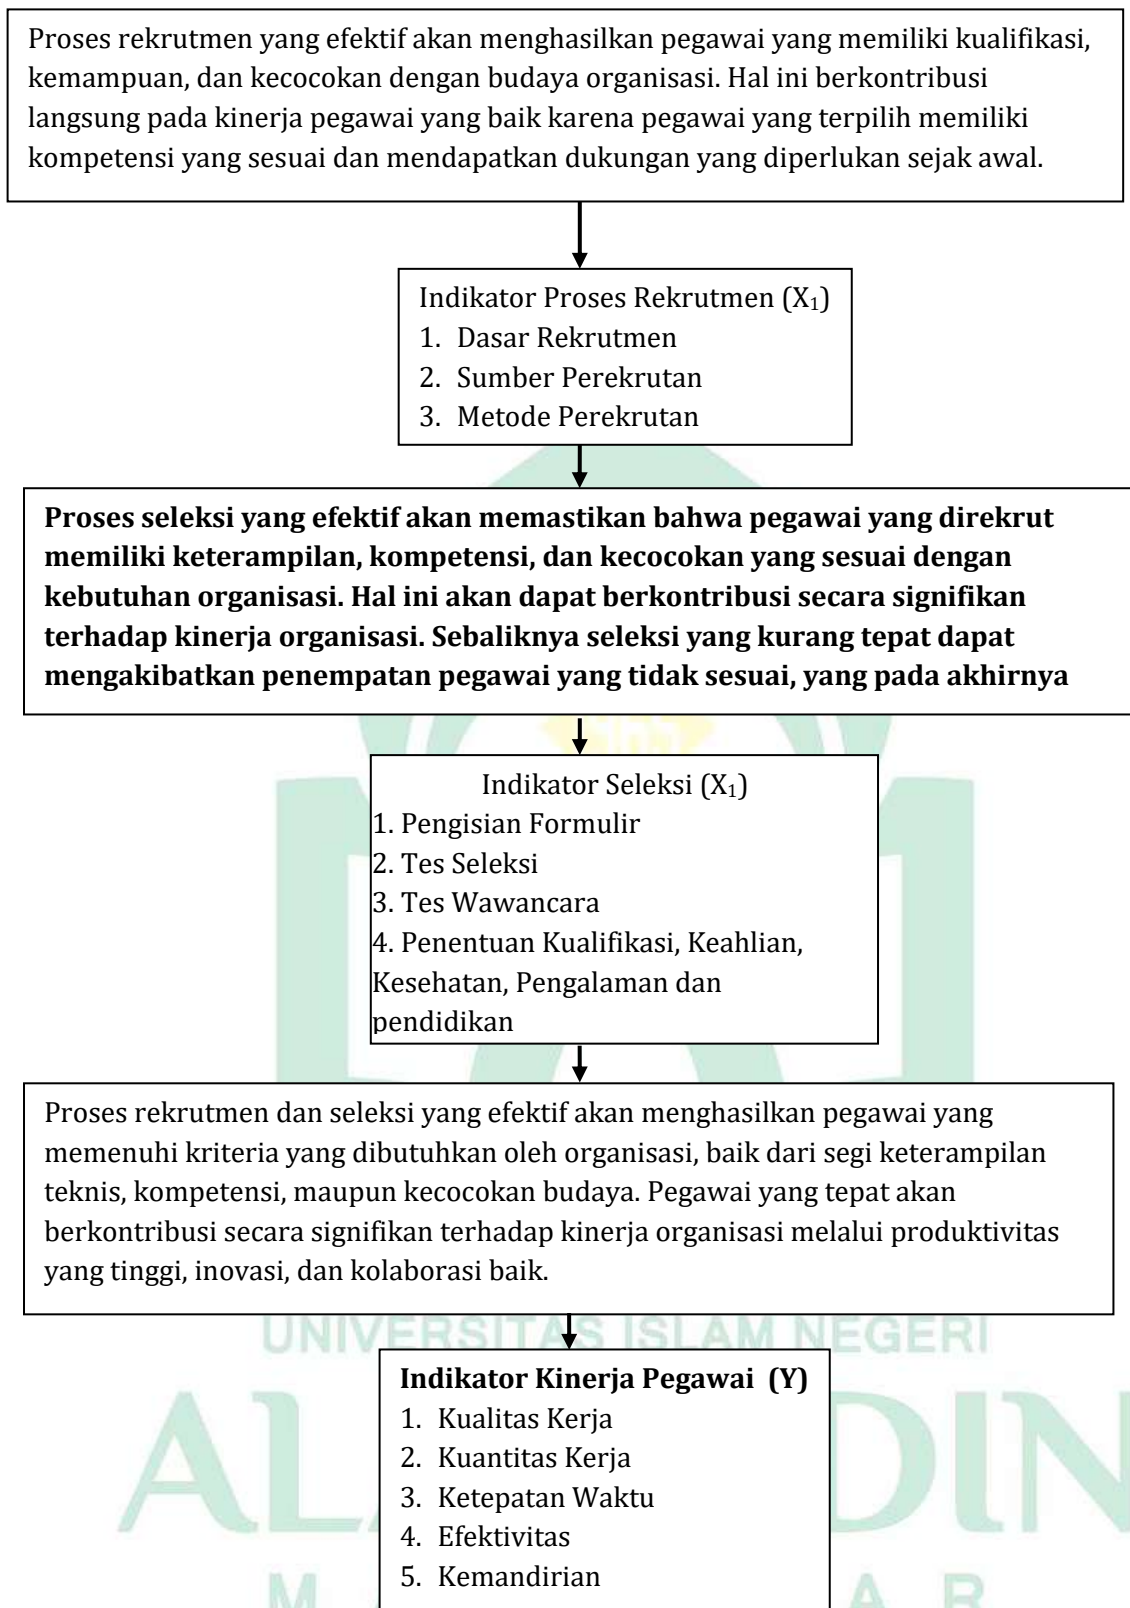 Proses rekrutmen yang efektif akan menghasilkan pegawai yang memiliki kualifikasi,
kemampuan, dan kecocokan dengan budaya organisasi. Hal ini berkontribusi
langsung pada kinerja pegawai yang baik karena pegawai yang terpilih memiliki
kompetensi yang sesuai dan mendapatkan dukungan yang diperlukan sejak awal.
Indikator Proses Rekrutmen (X₁)
1. Dasar Rekrutmen
2. Sumber Perekrutan
3. Metode Perekrutan
Proses seleksi yang efektif akan memastikan bahwa pegawai yang direkrut
memiliki keterampilan, kompetensi, dan kecocokan yang sesuai dengan
kebutuhan organisasi. Hal ini akan dapat berkontribusi secara signifikan
terhadap kinerja organisasi. Sebaliknya seleksi yang kurang tepat dapat
mengakibatkan penempatan pegawai yang tidak sesuai, yang pada akhirnya
Indikator Seleksi (X₁)
1. Pengisian Formulir
2. Tes Seleksi
3. Tes Wawancara
4. Penentuan Kualifikasi, Keahlian,
Kesehatan, Pengalaman dan
pendidikan
Proses rekrutmen dan seleksi yang efektif akan menghasilkan pegawai yang
memenuhi kriteria yang dibutuhkan oleh organisasi, baik dari segi keterampilan
teknis, kompetensi, maupun kecocokan budaya. Pegawai yang tepat akan
berkontribusi secara signifikan terhadap kinerja organisasi melalui produktivitas
yang tinggi, inovasi, dan kolaborasi baik.
UNIVERSITAS ISLAM NEGERI
Indikator Kinerja Pegawai (Y)
1. Kualitas Kerja
2. Kuantitas Kerja
3. Ketepatan Waktu
4. Efektivitas
5. Kemandirian